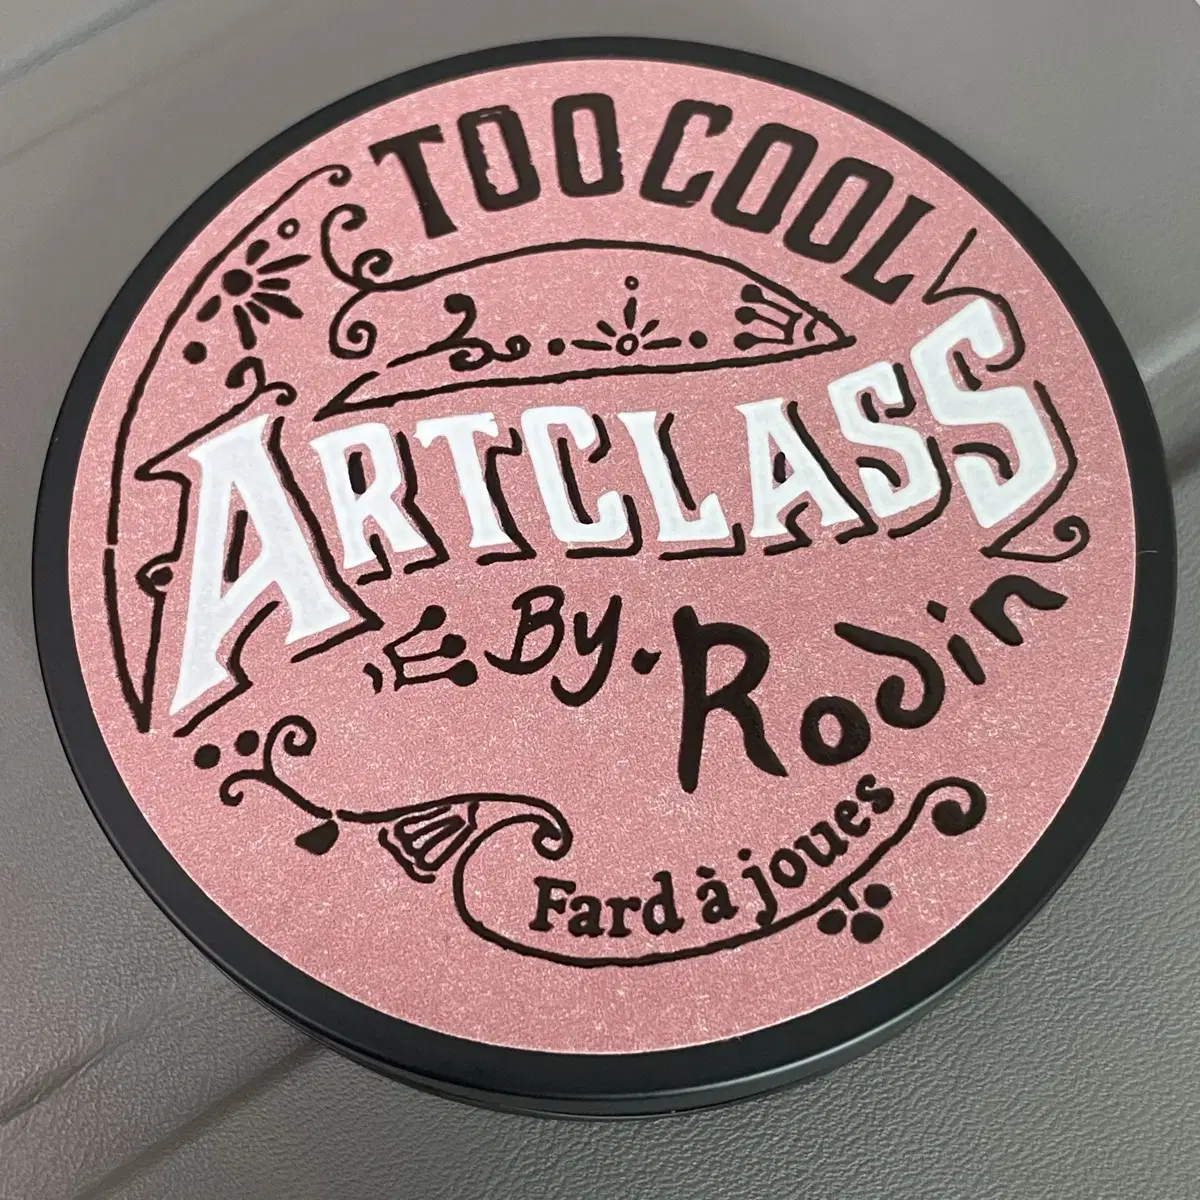 TOO COOL
ARTCLASS
By. Rodin
Fard à joues